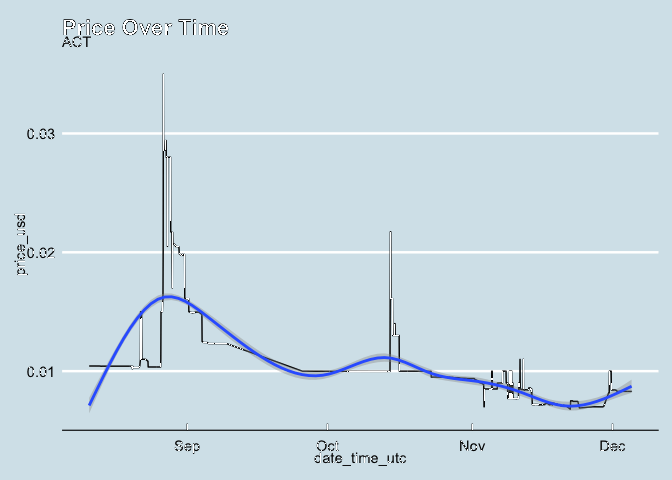 Price Over Time
ACT
0.03
0.02
0.01
price_usd
Sep Oct Nov Dec
date_time_utc